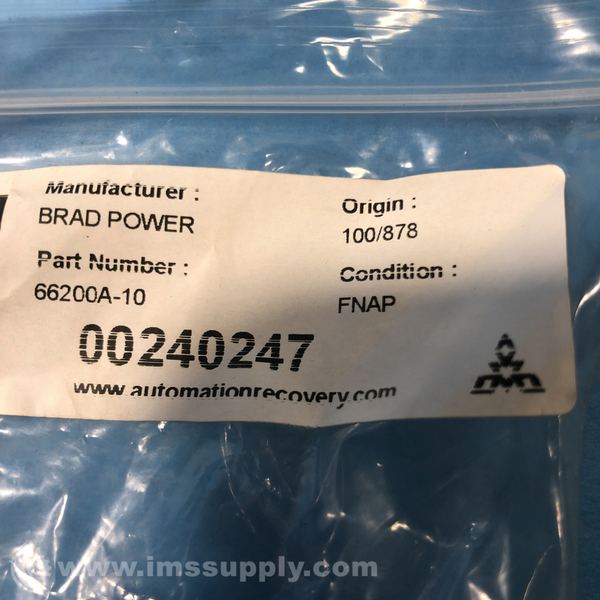 Manufacturer :
BRAD POWER
Part Number :
66200A-10
Origin :
100/878
Condition :
FNAP
00240247
www.automationrecovery.com
www.imssupply.com